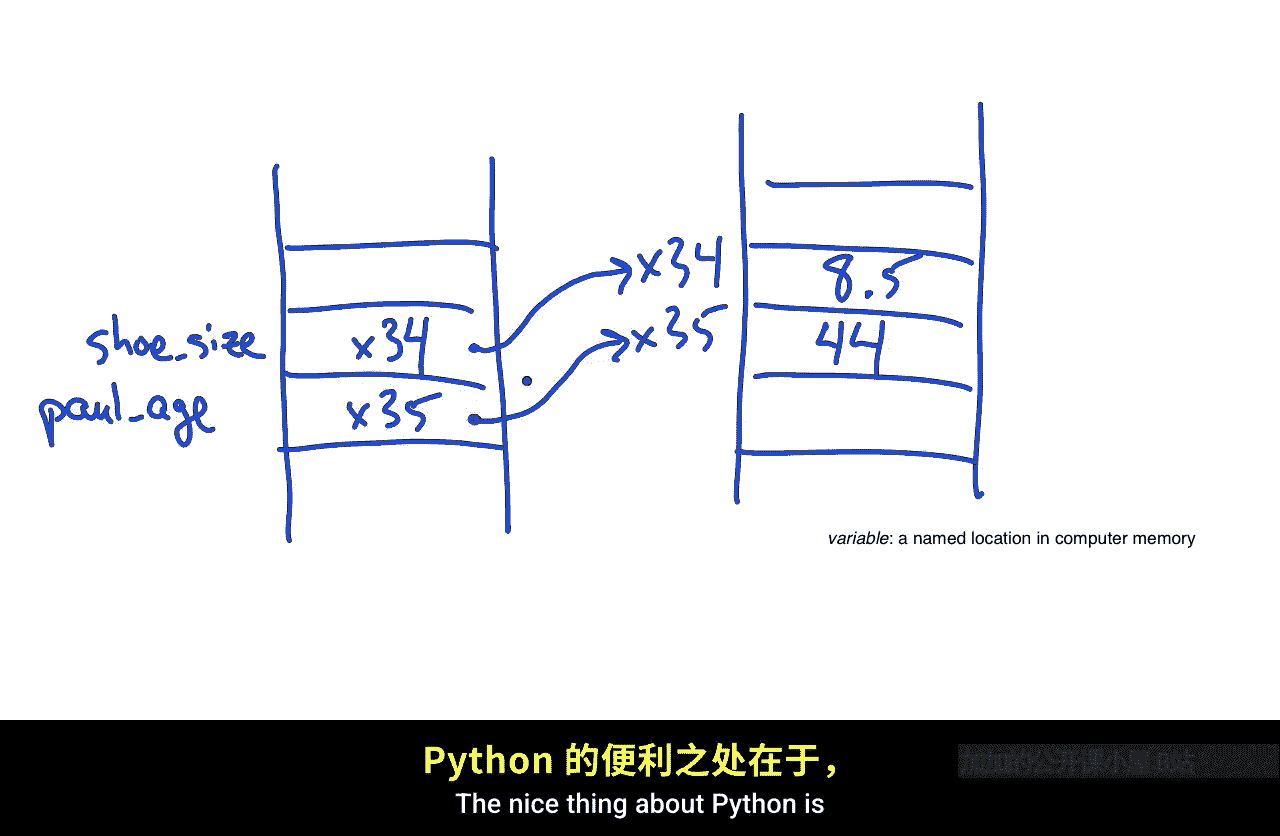 x34
8.5
shoe_size
x34
x35
44
paul_age
x35
variable: a named location in computer memory
Python 的便利之处在于，
The nice thing about Python is